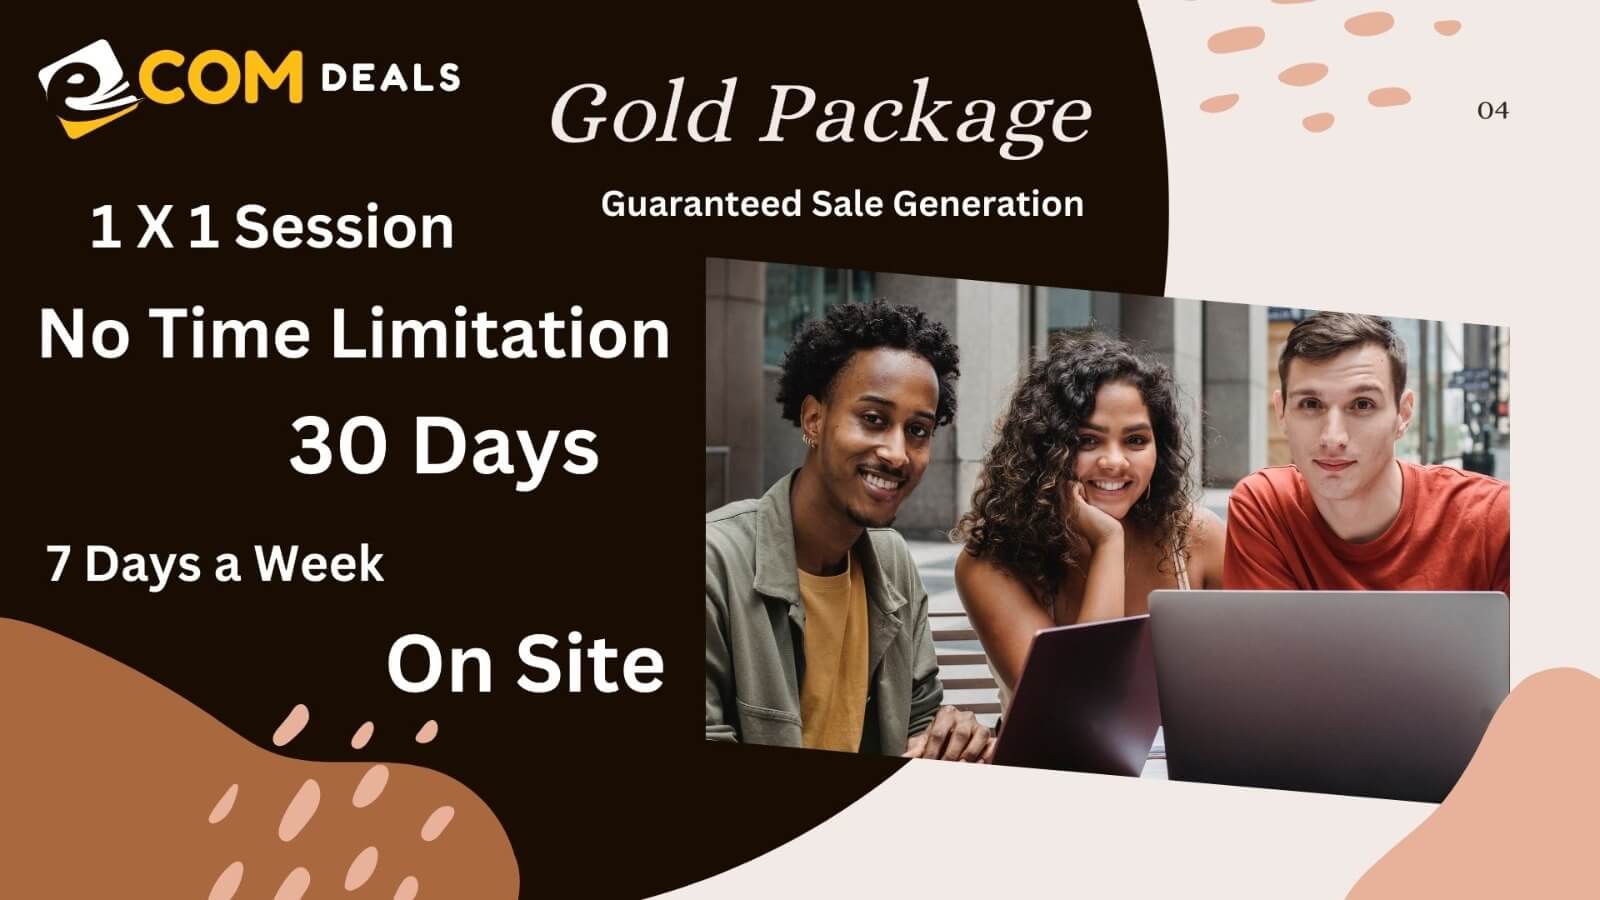 eCOM DEALS
Gold Package
04
Guaranteed Sale Generation
1 X 1 Session
No Time Limitation
30 Days
7 Days a Week
On Site